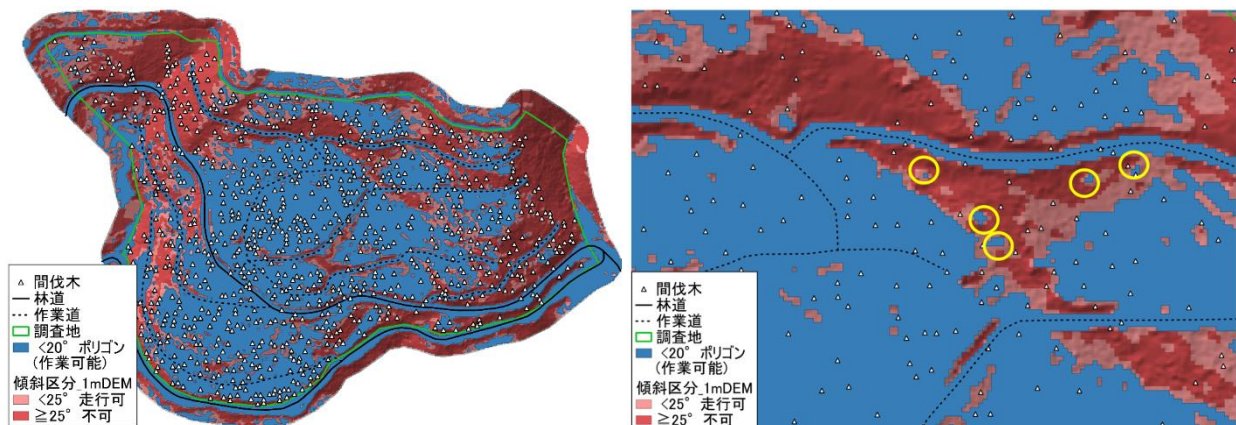 間伐木
林道
作業道
調査地
<20° ポリゴン
(作業可能)
傾斜区分_1mDEM
<25° 走行可
≧25° 不可
間伐木
林道
作業道
調査地
<20° ポリゴン
(作業可能)
傾斜区分_1mDEM
<25° 走行可
≧25° 不可